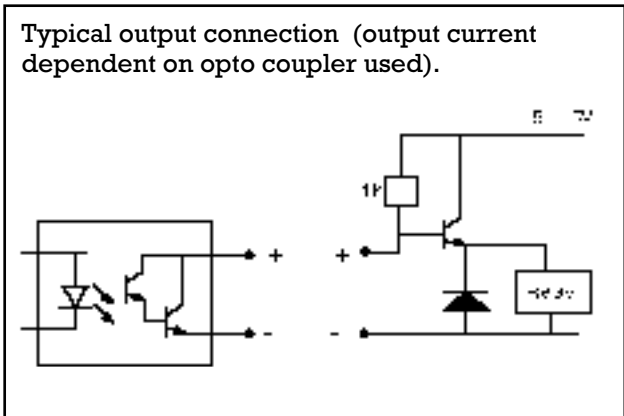 Typical output connection (output current
dependent on opto coupler used).
1k
+ +
- -